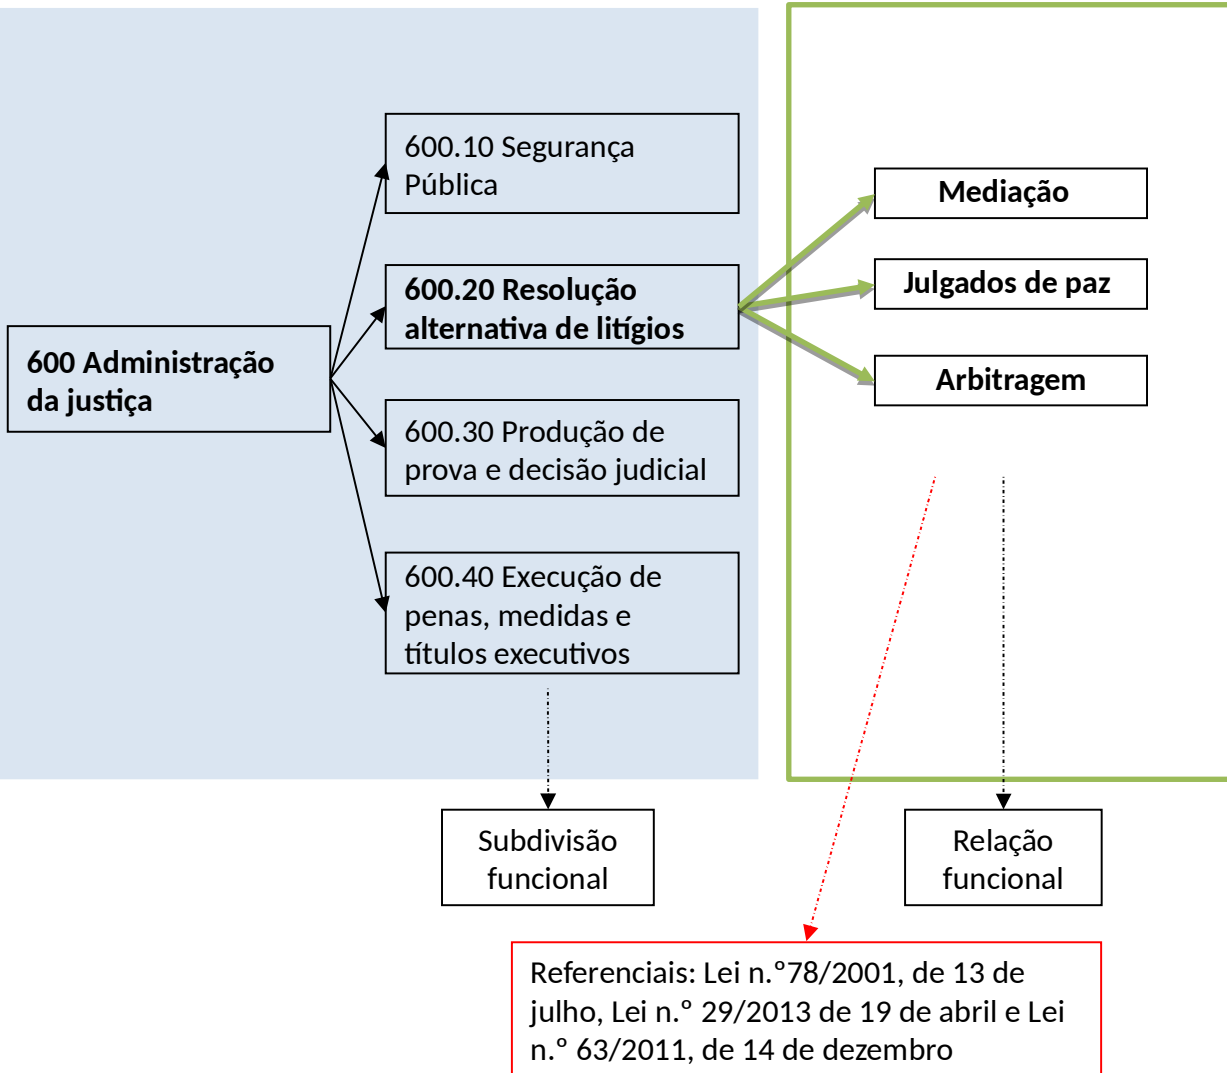 600 Administração
da justiça
600.10 Segurança
Pública
600.20 Resolução
alternativa de litígios
600.30 Produção de
prova e decisão judicial
600.40 Execução de
penas, medidas e
títulos executivos
Mediação
Julgados de paz
Arbitragem
Subdivisão
funcional
Relação
funcional
Referenciais: Lei n.º78/2001, de 13 de
julho, Lei n.º 29/2013 de 19 de abril e Lei
n.º 63/2011, de 14 de dezembro